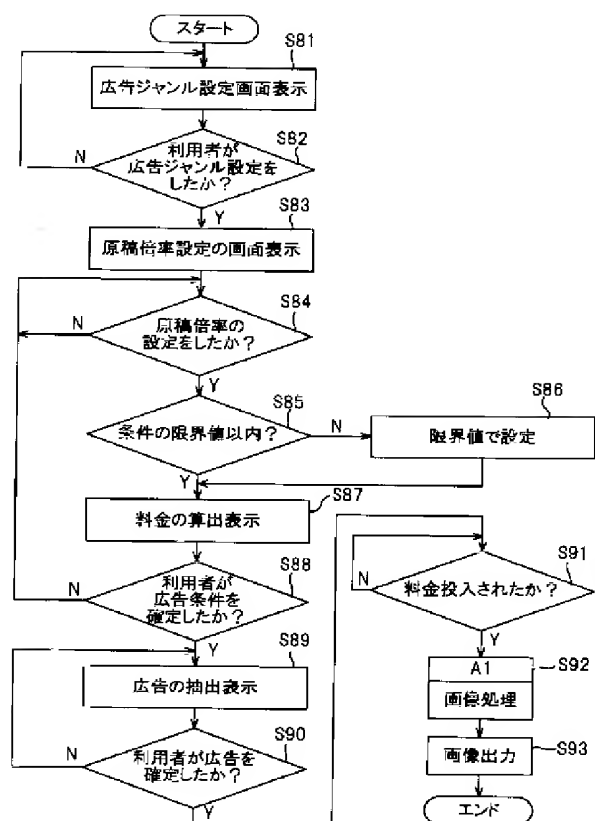 スタート
S81
広告ジャンル設定画面表示
S82
利用者が
広告ジャンル設定を
したか?
N
Y
S83
原稿倍率設定の画面表示
S84
原稿倍率の
設定をしたか?
N
Y
S85
条件の限界値以内?
N
Y
S86
限界値で設定
S87
料金の算出表示
S88
利用者が
広告条件を
確定したか?
N
Y
S89
広告の抽出表示
S90
利用者が広告を
確定したか?
N
Y
S91
料金投入されたか?
N
Y
S92
A1
画像処理
S93
画像出力
エンド